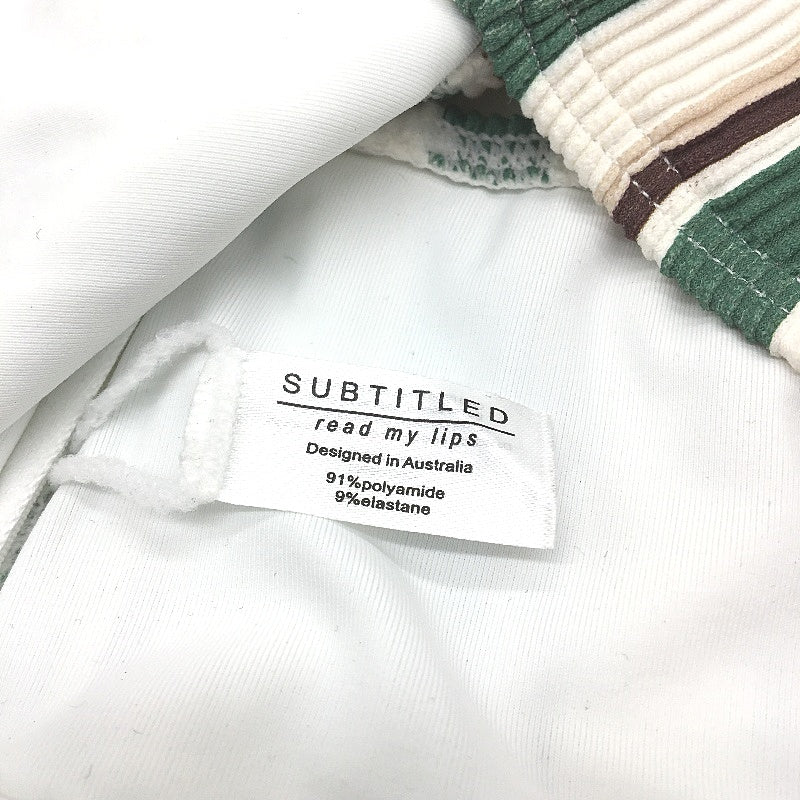 SUBTITLED
read my lips
Designed in Australia
91%polyamide
9%elastane